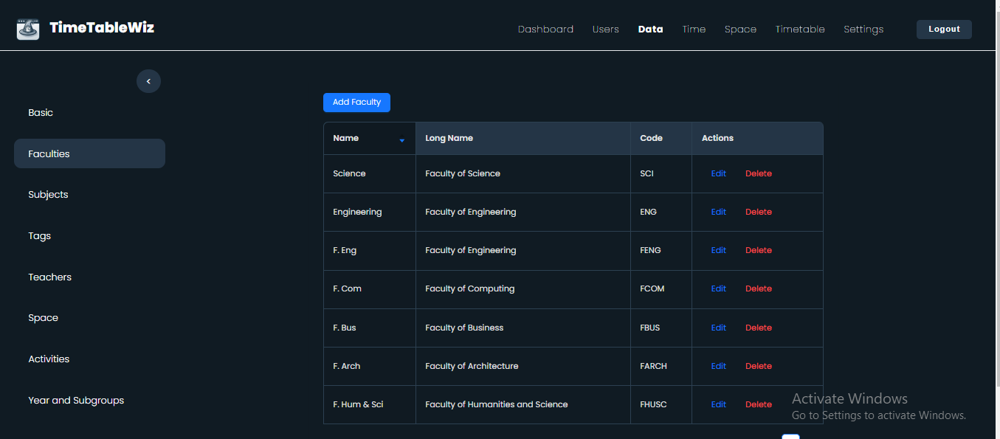 TimeTableWiz
Dashboard Users Data Time Space Timetable Settings Logout
Basic
Faculties
Subjects
Tags
Teachers
Space
Activities
Year and Subgroups
Add Faculty
Name Long Name Code Actions
Science Faculty of Science SCI Edit Delete
Engineering Faculty of Engineering ENG Edit Delete
F. Eng Faculty of Engineering FENG Edit Delete
F. Com Faculty of Computing FCOM Edit Delete
F. Bus Faculty of Business FBUS Edit Delete
F. Arch Faculty of Architecture FARCH Edit Delete
F. Hum & Sci Faculty of Humanities and Science FHUSC Edit Delete
Activate Windows
Go to Settings to activate Windows.